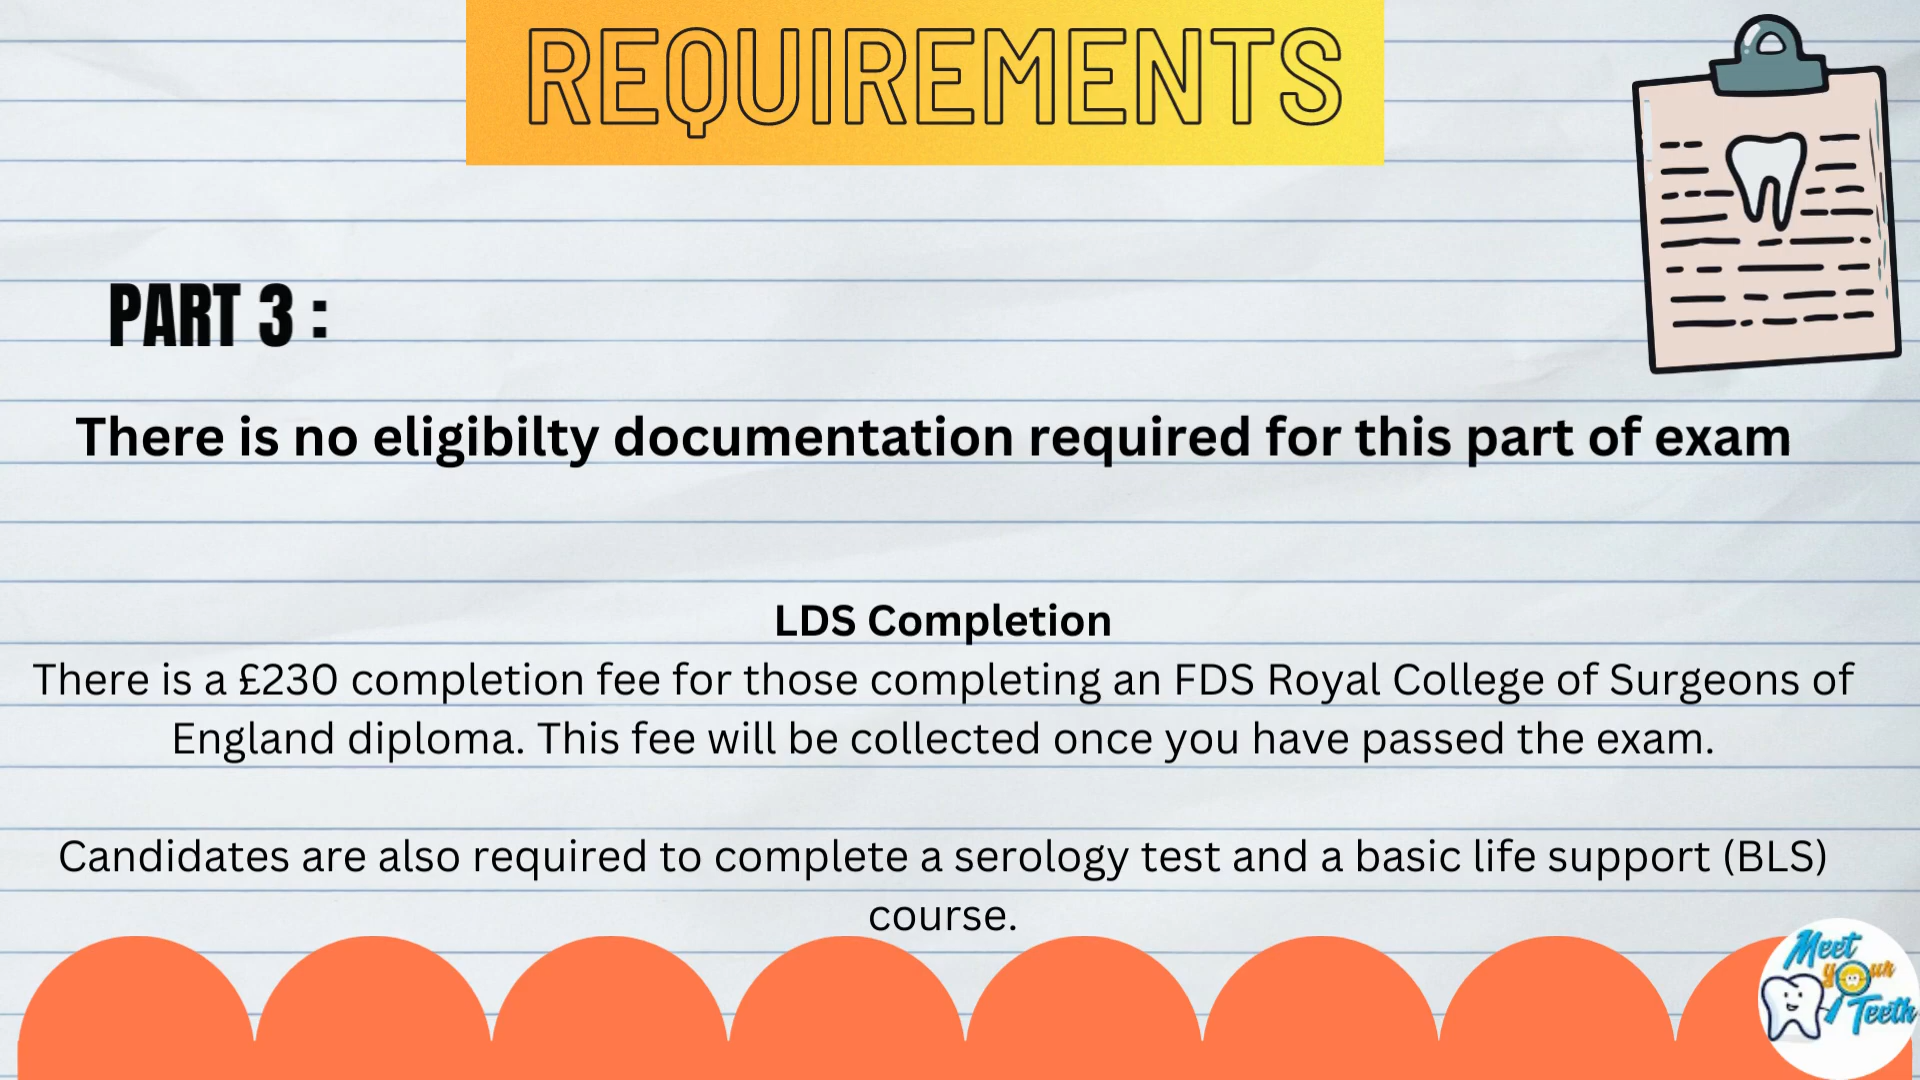 REQUIREMENTS
PART 3 :
There is no eligibilty documentation required for this part of exam
LDS Completion
There is a £230 completion fee for those completing an FDS Royal College of Surgeons of
England diploma. This fee will be collected once you have passed the exam.
Candidates are also required to complete a serology test and a basic life support (BLS)
course.
Meet
your
Teeth